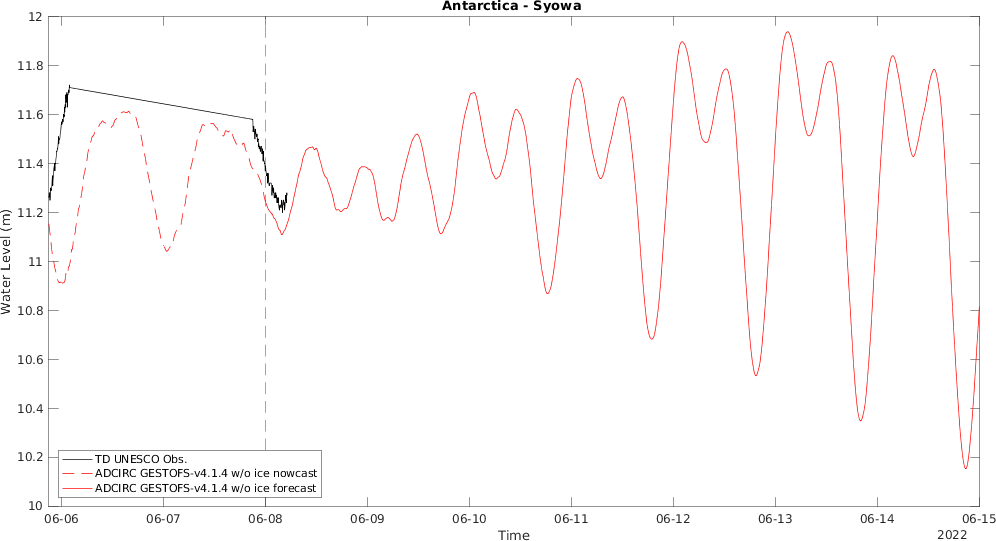 Antarctica - Syowa
12
11.8
11.6
11.4
11.2
11
10.8
10.6
10.4
10.2
10
Water Level (m)
TD UNESCO Obs.
ADCIRC GESTOFS-v4.1.4 w/o ice nowcast
ADCIRC GESTOFS-v4.1.4 w/o ice forecast
06-06 06-07 06-08 06-09 06-10 06-11 06-12 06-13 06-14 06-15
Time
2022